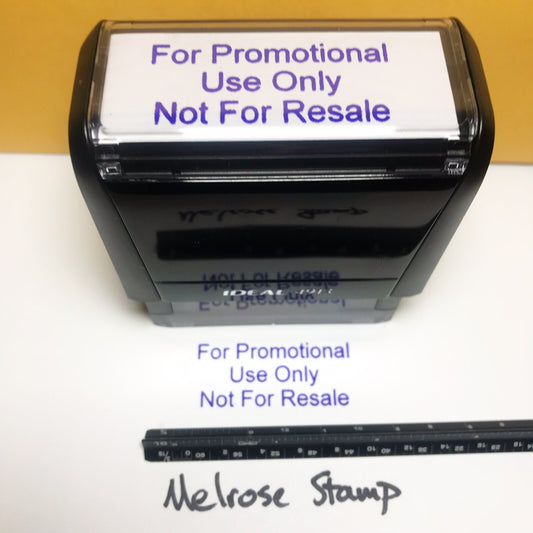 For Promotional
Use Only
Not For Resale
IDEAL
For Promotional
Use Only
Not For Resale
Melrose Stamp